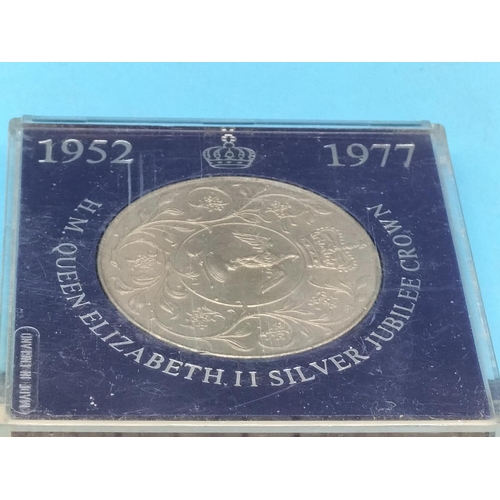 1952
1977
H.M. QUEEN ELIZABETH. II SILVER JUBILEE CROWN
MADE IN ENGLAND